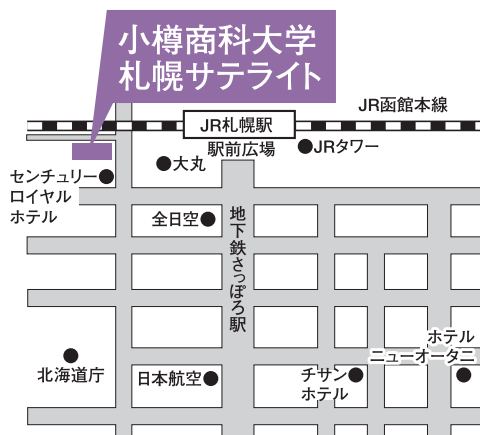 小樽商科大学
札幌サテライト
JR函館本線
JR札幌駅
駅前広場
JRタワー
大丸
センチュリー
ロイヤル
ホテル
全日空
地下鉄さっぽろ駅
ホテル
ニューオータニ
北海道庁
日本航空
チサン
ホテル